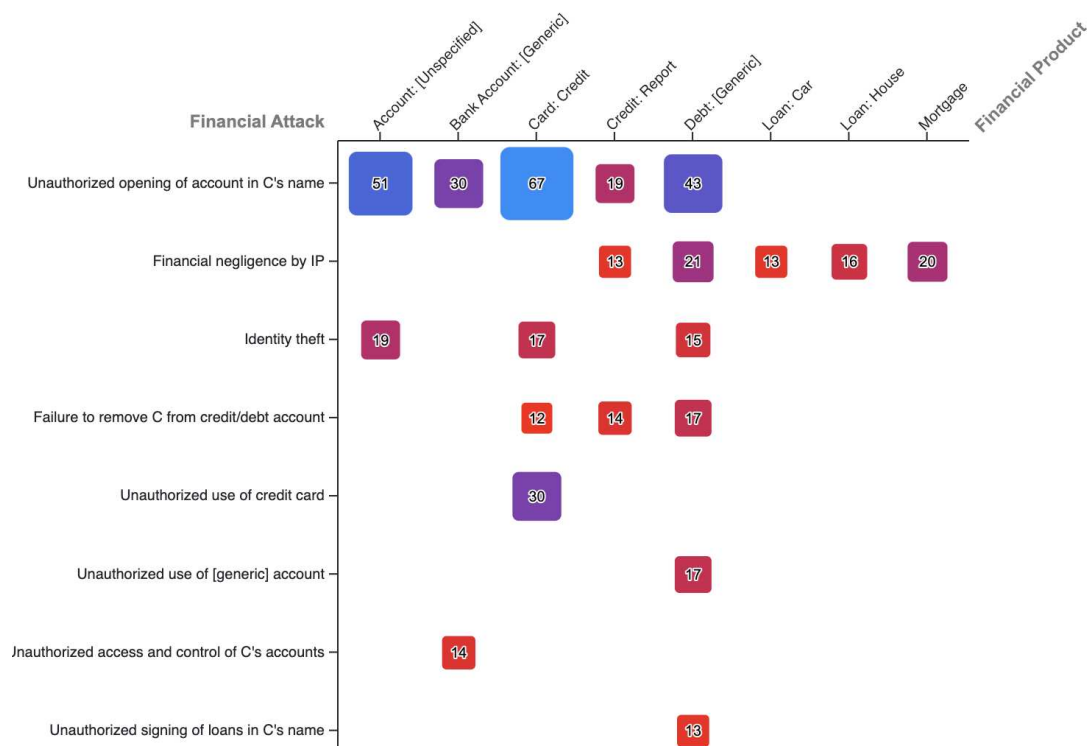 Account: [Unspecified]
Bank Account: [Generic]
Card: Credit
Credit: Report
Debt: [Generic]
Loan: Car
Loan: House
Mortgage
Financial Product
Financial Attack
Unauthorized opening of account in C's name
51 30 67 19 43
Financial negligence by IP
13 21 13 16 20
Identity theft
19 17 15
Failure to remove C from credit/debt account
12 14 17
Unauthorized use of credit card
30
Unauthorized use of [generic] account
17
Jnauthorized access and control of C's accounts
14
Unauthorized signing of loans in C's name
13